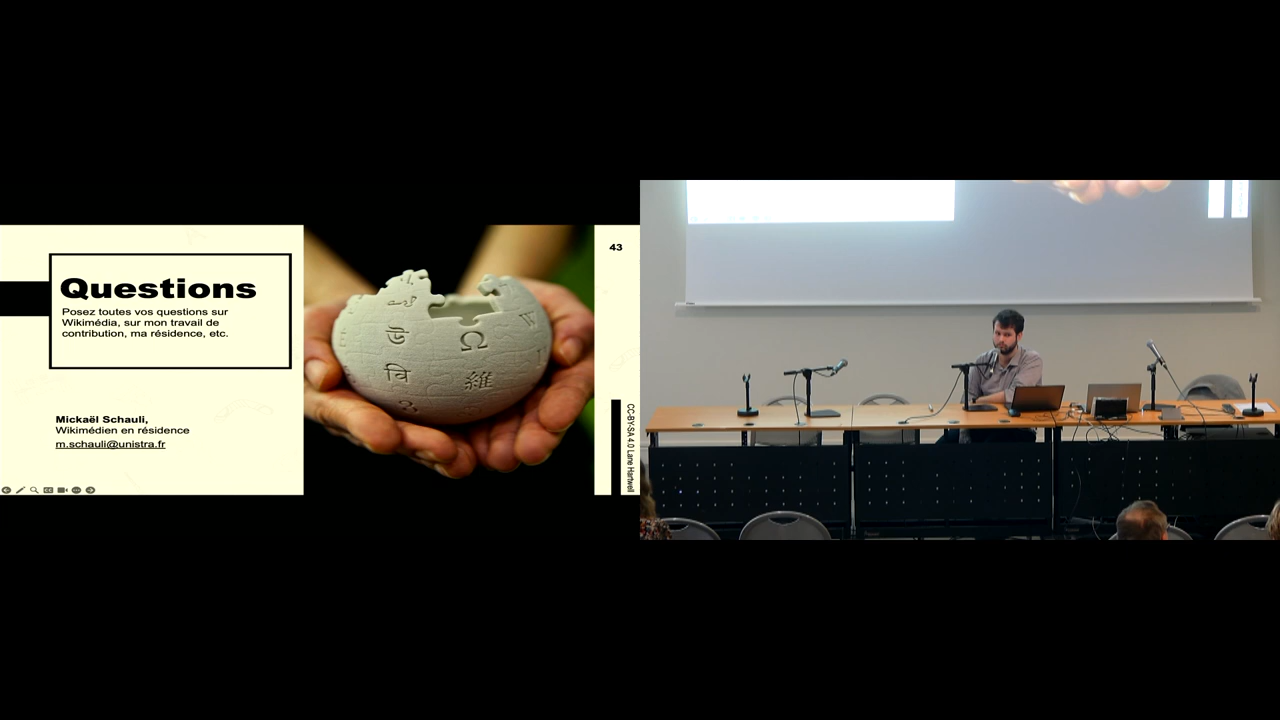 Questions
Posez toutes vos questions sur
Wikimédia, sur mon travail de
contribution, ma résidence, etc.
Mickaël Schauli,
Wikimédien en résidence
m.schauli@unistra.fr
43
CC-BY-SA 4.0 Lane Hartwell
Ω
W
वि
維